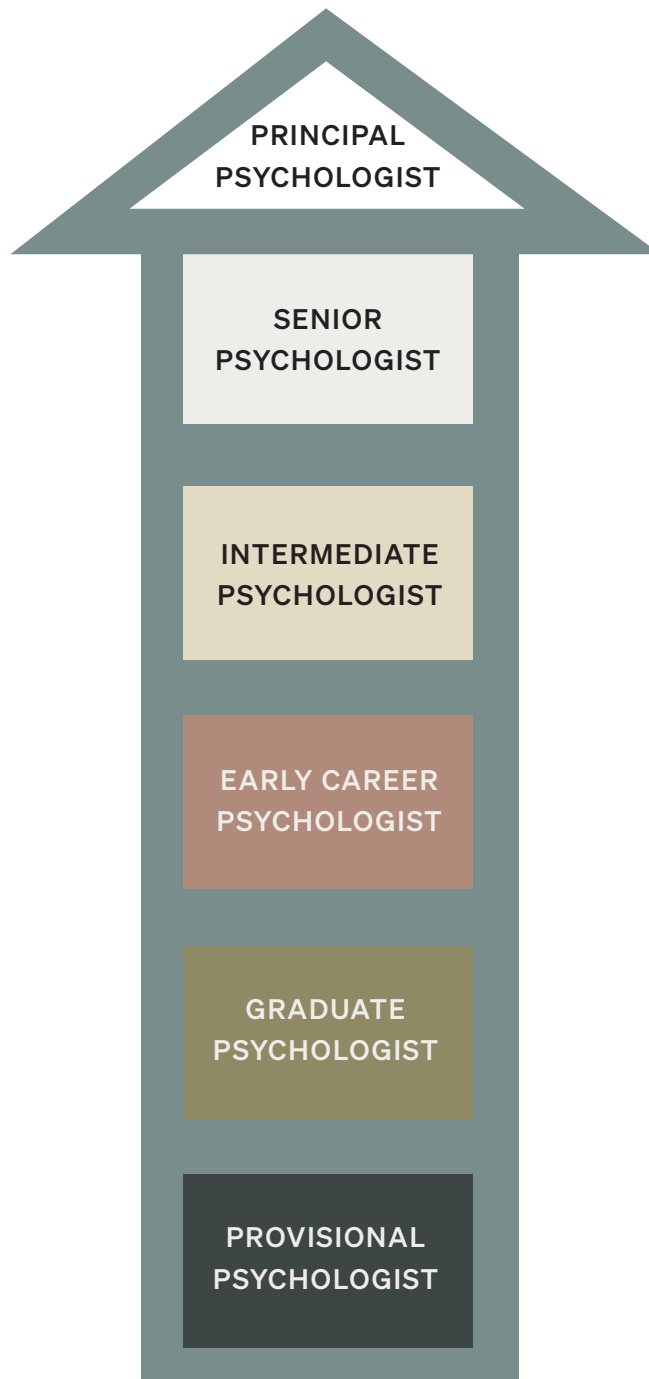 PRINCIPAL
PSYCHOLOGIST
SENIOR
PSYCHOLOGIST
INTERMEDIATE
PSYCHOLOGIST
EARLY CAREER
PSYCHOLOGIST
GRADUATE
PSYCHOLOGIST
PROVISIONAL
PSYCHOLOGIST